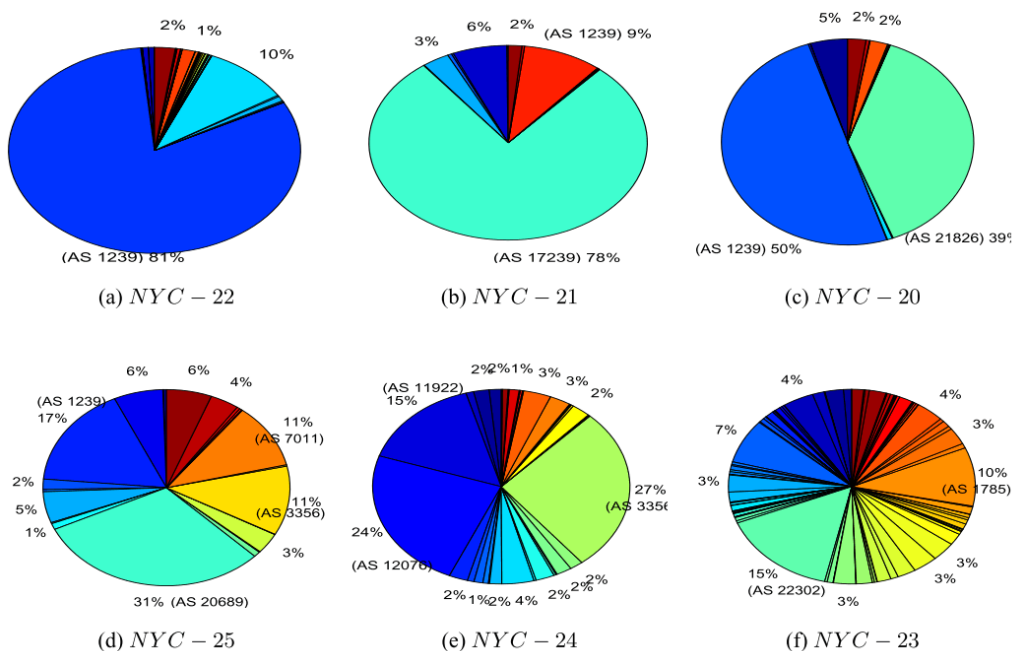 2%
1%
10%
(AS 1239) 81%
(a) NYC − 22
3%
6%
2%
(AS 1239) 9%
(AS 17239) 78%
(b) NYC − 21
5%
2%
2%
(AS 1239) 50%
(AS 21826) 39%
(c) NYC − 20
6%
6%
4%
(AS 1239)
17%
11%
(AS 7011)
2%
11%
(AS 3356)
5%
1%
3%
31% (AS 20689)
(d) NYC − 25
2%
2%
1%
3%
3%
2%
(AS 11922)
15%
27%
(AS 3356
24%
(AS 12076)
2%
1%
2%
4%
2%
2%
2%
(e) NYC − 24
4%
4%
3%
7%
10%
(AS 1785)
3%
3%
3%
15%
(AS 22302)
3%
(f) NYC − 23